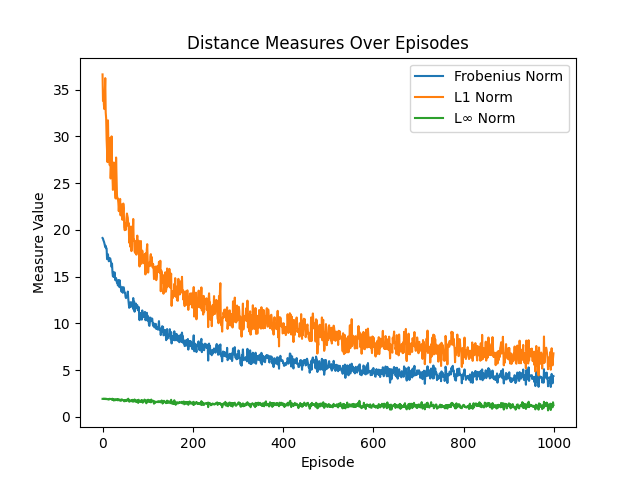 Distance Measures Over Episodes
Frobenius Norm
L1 Norm
L∞ Norm
Measure Value
35
30
25
20
15
10
5
0
0 200 400 600 800 1000
Episode